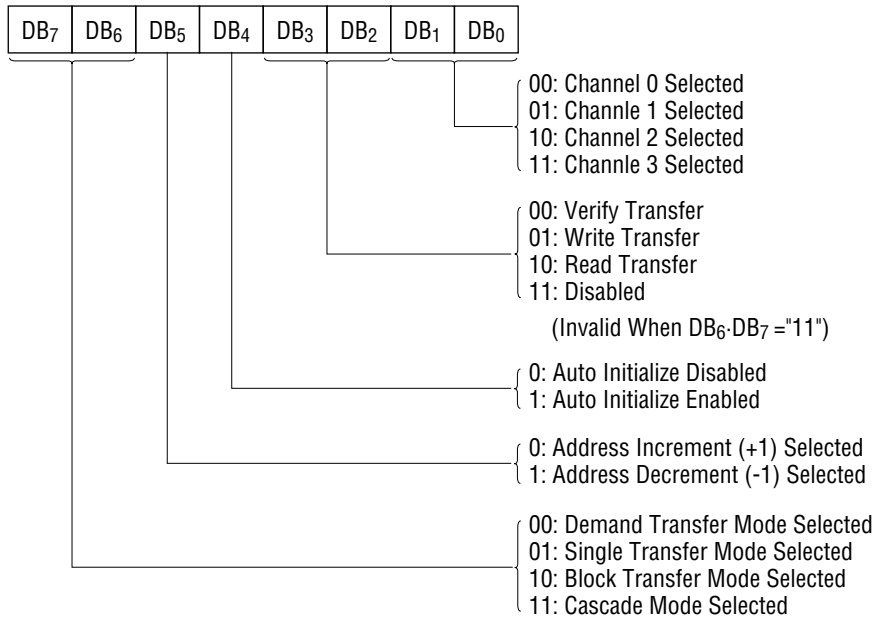 DB7 DB6 DB5 DB4 DB3 DB2 DB1 DB0
00: Channel 0 Selected
01: Channle 1 Selected
10: Channel 2 Selected
11: Channle 3 Selected
00: Verify Transfer
01: Write Transfer
10: Read Transfer
11: Disabled
(Invalid When DB6·DB7 ="11")
0: Auto Initialize Disabled
1: Auto Initialize Enabled
0: Address Increment (+1) Selected
1: Address Decrement (-1) Selected
00: Demand Transfer Mode Selected
01: Single Transfer Mode Selected
10: Block Transfer Mode Selected
11: Cascade Mode Selected